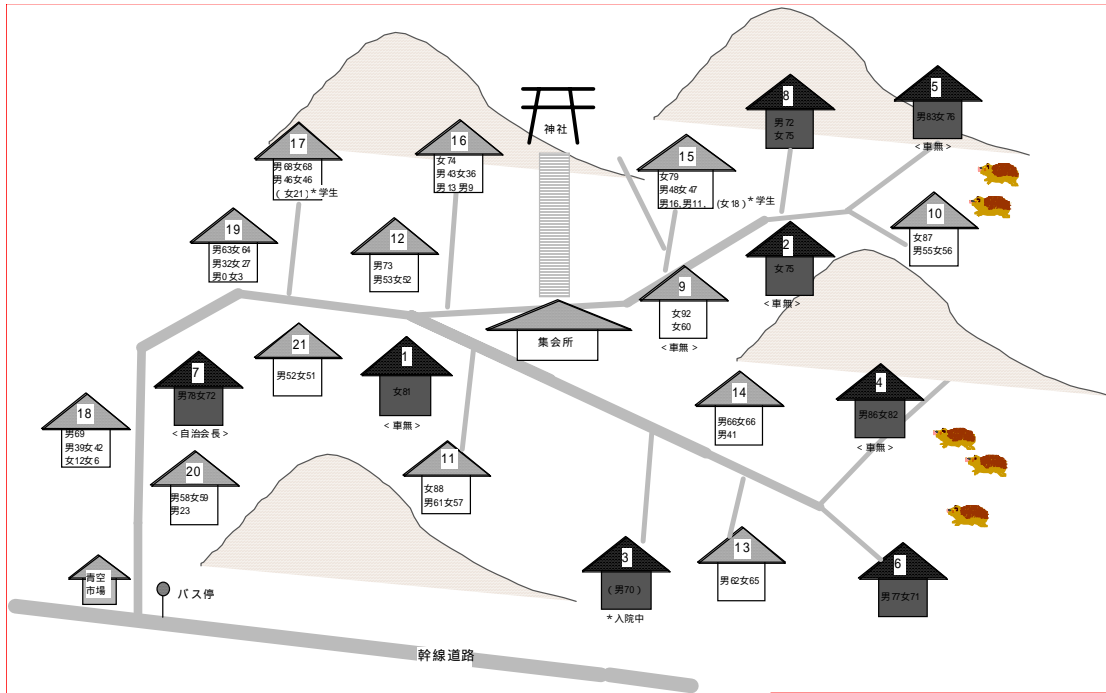 8
男72
女75
5
男83女76
<車無>
神社
17
男68女68
男46女46
(女21)*学生
16
女74
男43女36
男13 男9
15
女79
男48女47
男16,男11, (女18)*学生
10
女87
男55女56
19
男63女64
男32女27
男0 女3
12
男73
男53女52
2
女75
<車無>
9
女92
女60
<車無>
集会所
21
男52女51
1
女81
<車無>
7
男78女72
<自治会長>
14
男66女66
男41
4
男86女82
<車無>
18
男69
男39女42
女12女6
20
男58女59
男23
11
女88
男61女57
3
(男70)
*入院中
13
男62女65
6
男77女71
青空
市場
バス停
幹線道路